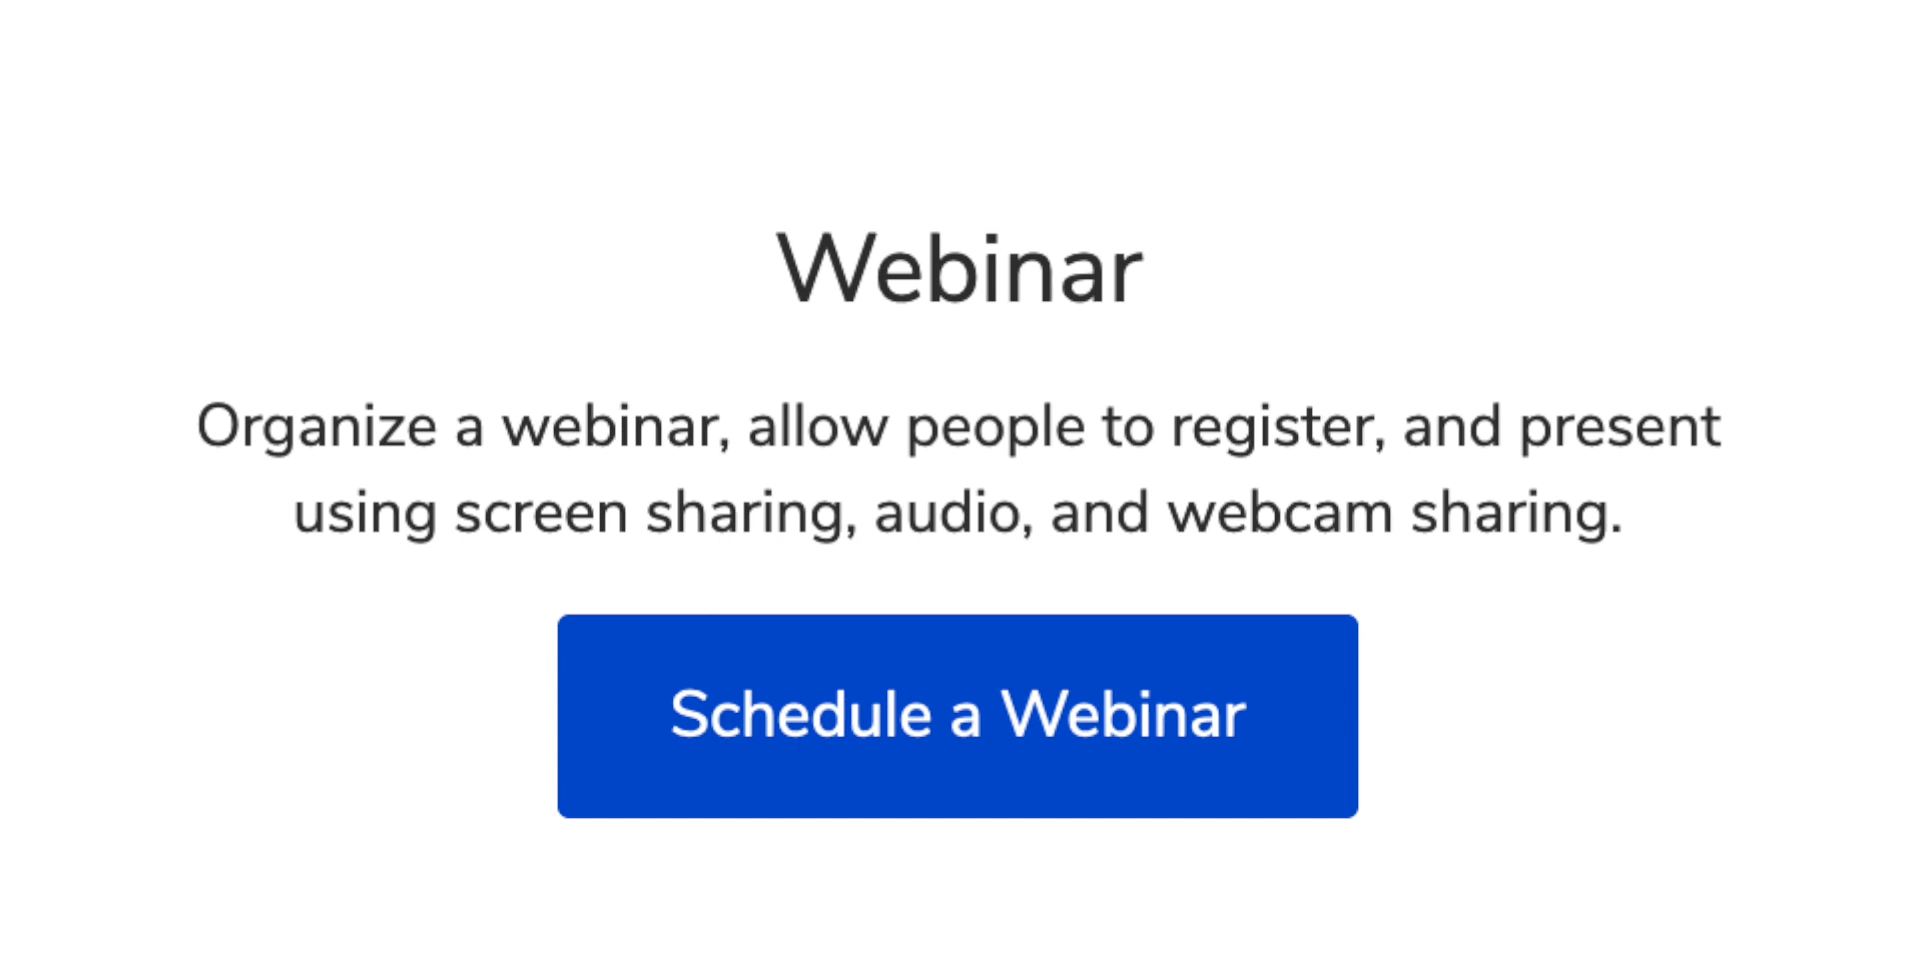 Webinar
Organize a webinar, allow people to register, and present
using screen sharing, audio, and webcam sharing.
Schedule a Webinar